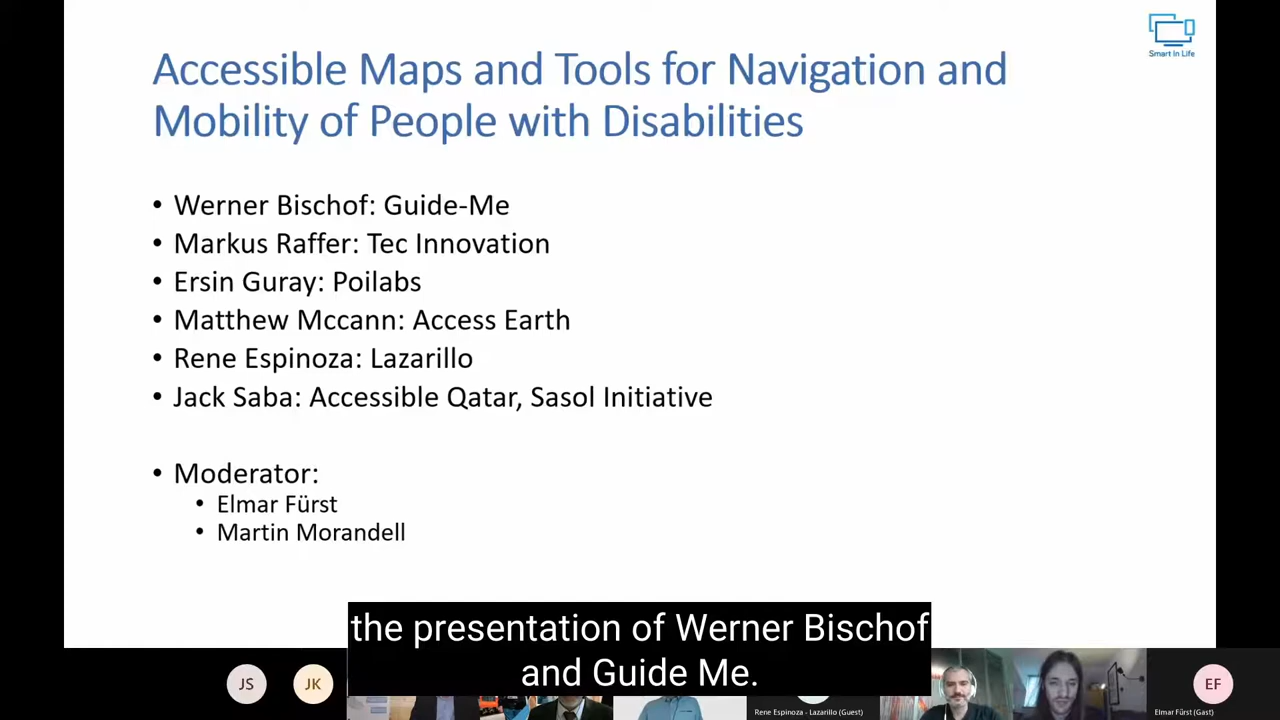 Smart In Life
Accessible Maps and Tools for Navigation and
Mobility of People with Disabilities
• Werner Bischof: Guide-Me
• Markus Raffer: Tec Innovation
• Ersin Guray: Poilabs
• Matthew Mccann: Access Earth
• Rene Espinoza: Lazarillo
• Jack Saba: Accessible Qatar, Sasol Initiative
• Moderator:
• Elmar Fürst
• Martin Morandell
the presentation of Werner Bischof
and Guide Me.
JS
JK
EF
Rene Espinoza - Lazarillo (Guest)
Elmar Fürst (Gast)